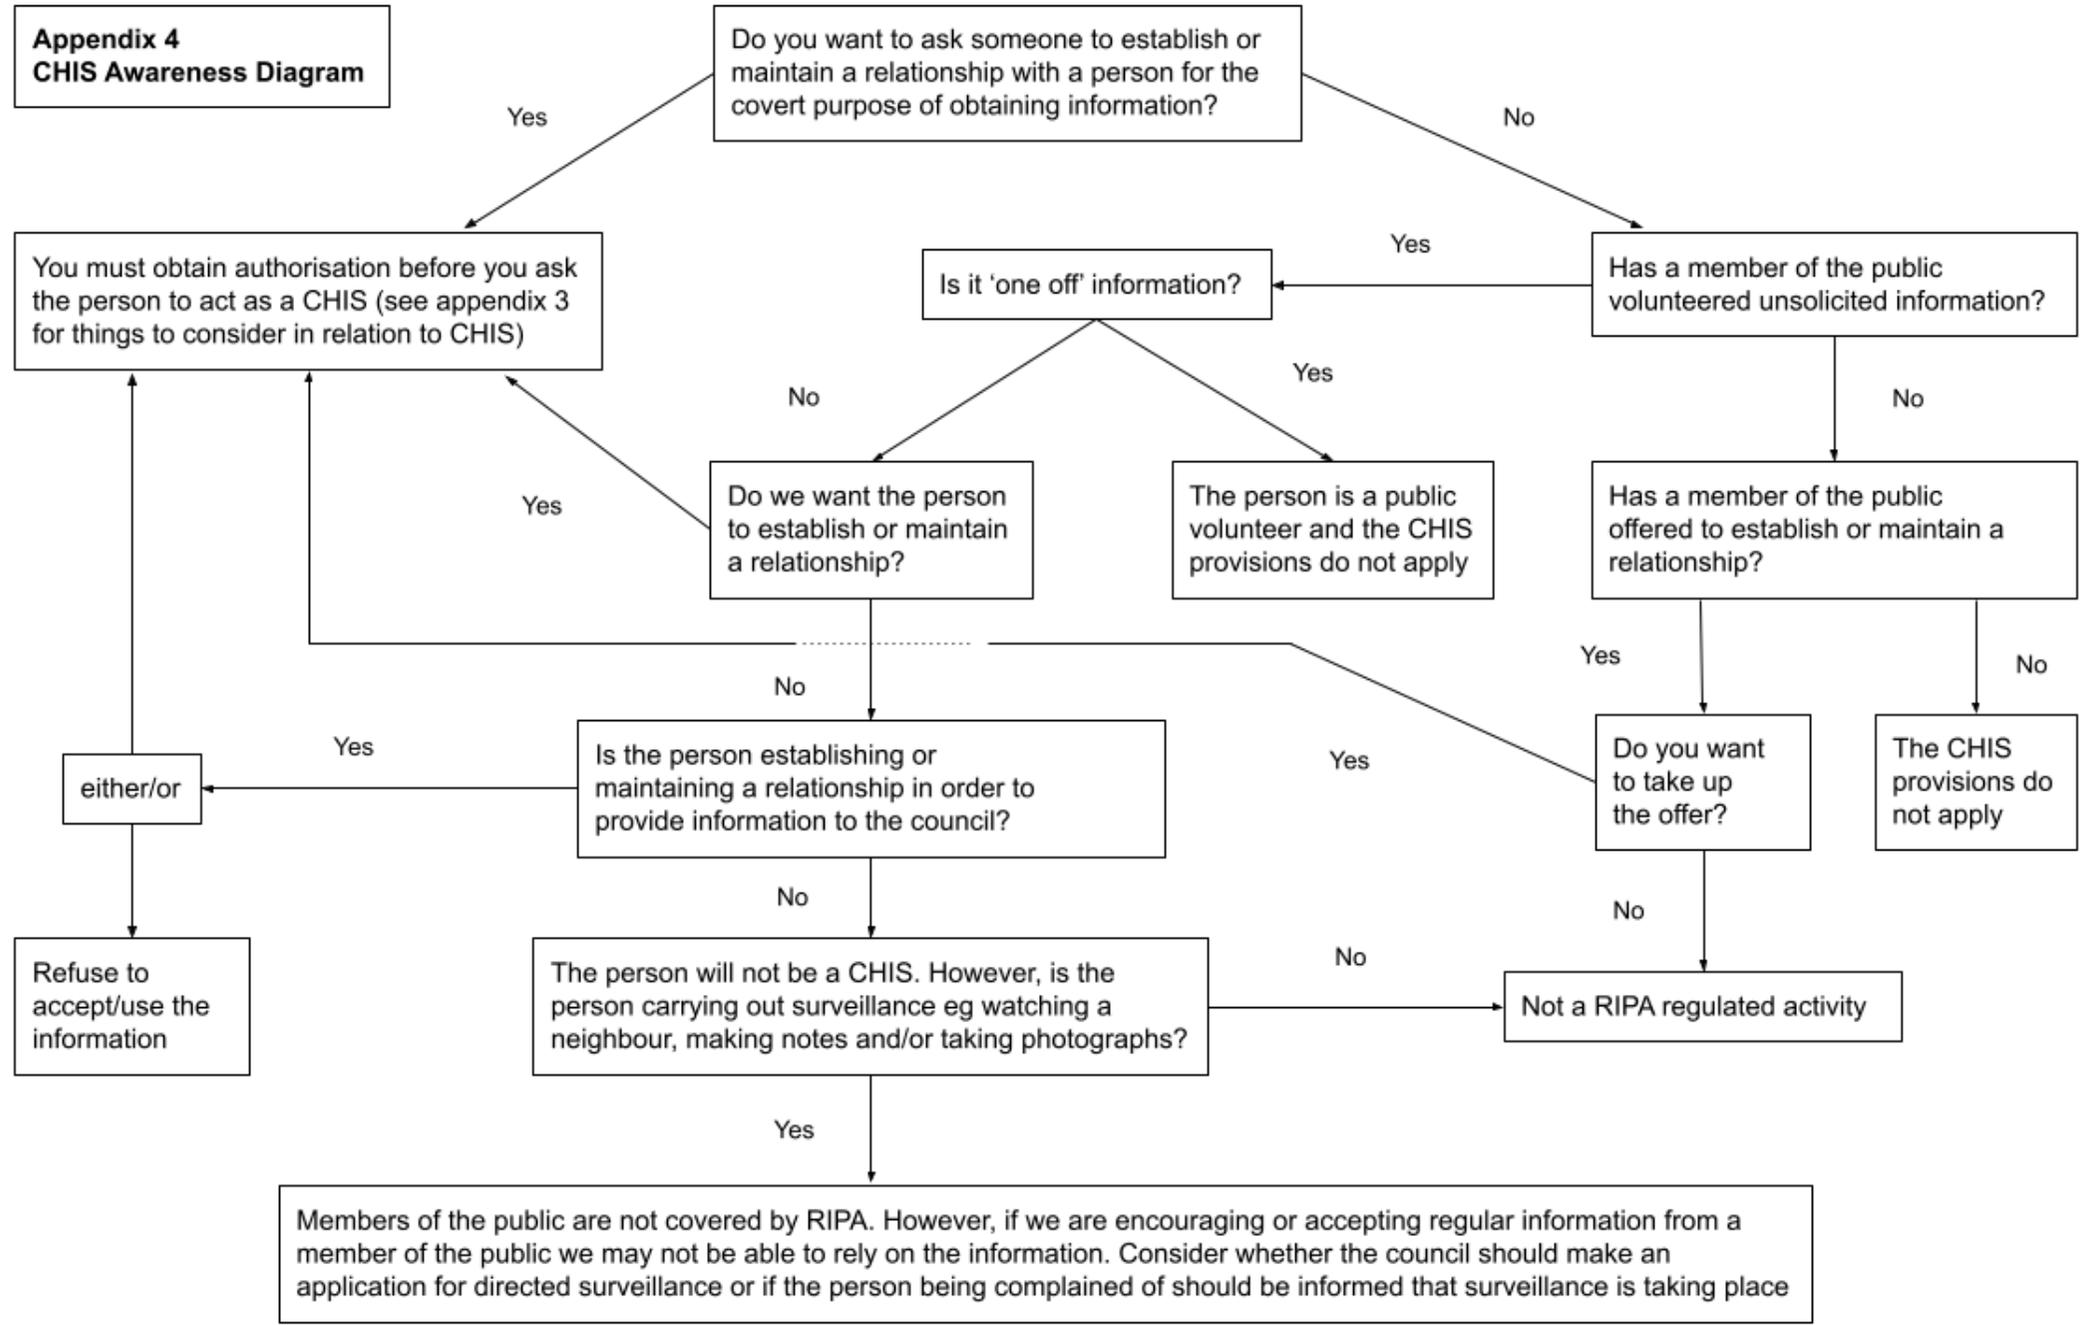 Appendix 4
CHIS Awareness Diagram
Do you want to ask someone to establish or
maintain a relationship with a person for the
covert purpose of obtaining information?
Yes
No
You must obtain authorisation before you ask
the person to act as a CHIS (see appendix 3
for things to consider in relation to CHIS)
Is it ‘one off’ information?
Yes
Has a member of the public
volunteered unsolicited information?
No
Yes
No
Yes
Do we want the person
to establish or maintain
a relationship?
The person is a public
volunteer and the CHIS
provisions do not apply
Has a member of the public
offered to establish or maintain a
relationship?
No
Yes
No
either/or
Yes
Is the person establishing or
maintaining a relationship in order to
provide information to the council?
Yes
Do you want
to take up
the offer?
The CHIS
provisions do
not apply
No
No
Refuse to
accept/use the
information
The person will not be a CHIS. However, is the
person carrying out surveillance eg watching a
neighbour, making notes and/or taking photographs?
No
Not a RIPA regulated activity
Yes
Members of the public are not covered by RIPA. However, if we are encouraging or accepting regular information from a
member of the public we may not be able to rely on the information. Consider whether the council should make an
application for directed surveillance or if the person being complained of should be informed that surveillance is taking place